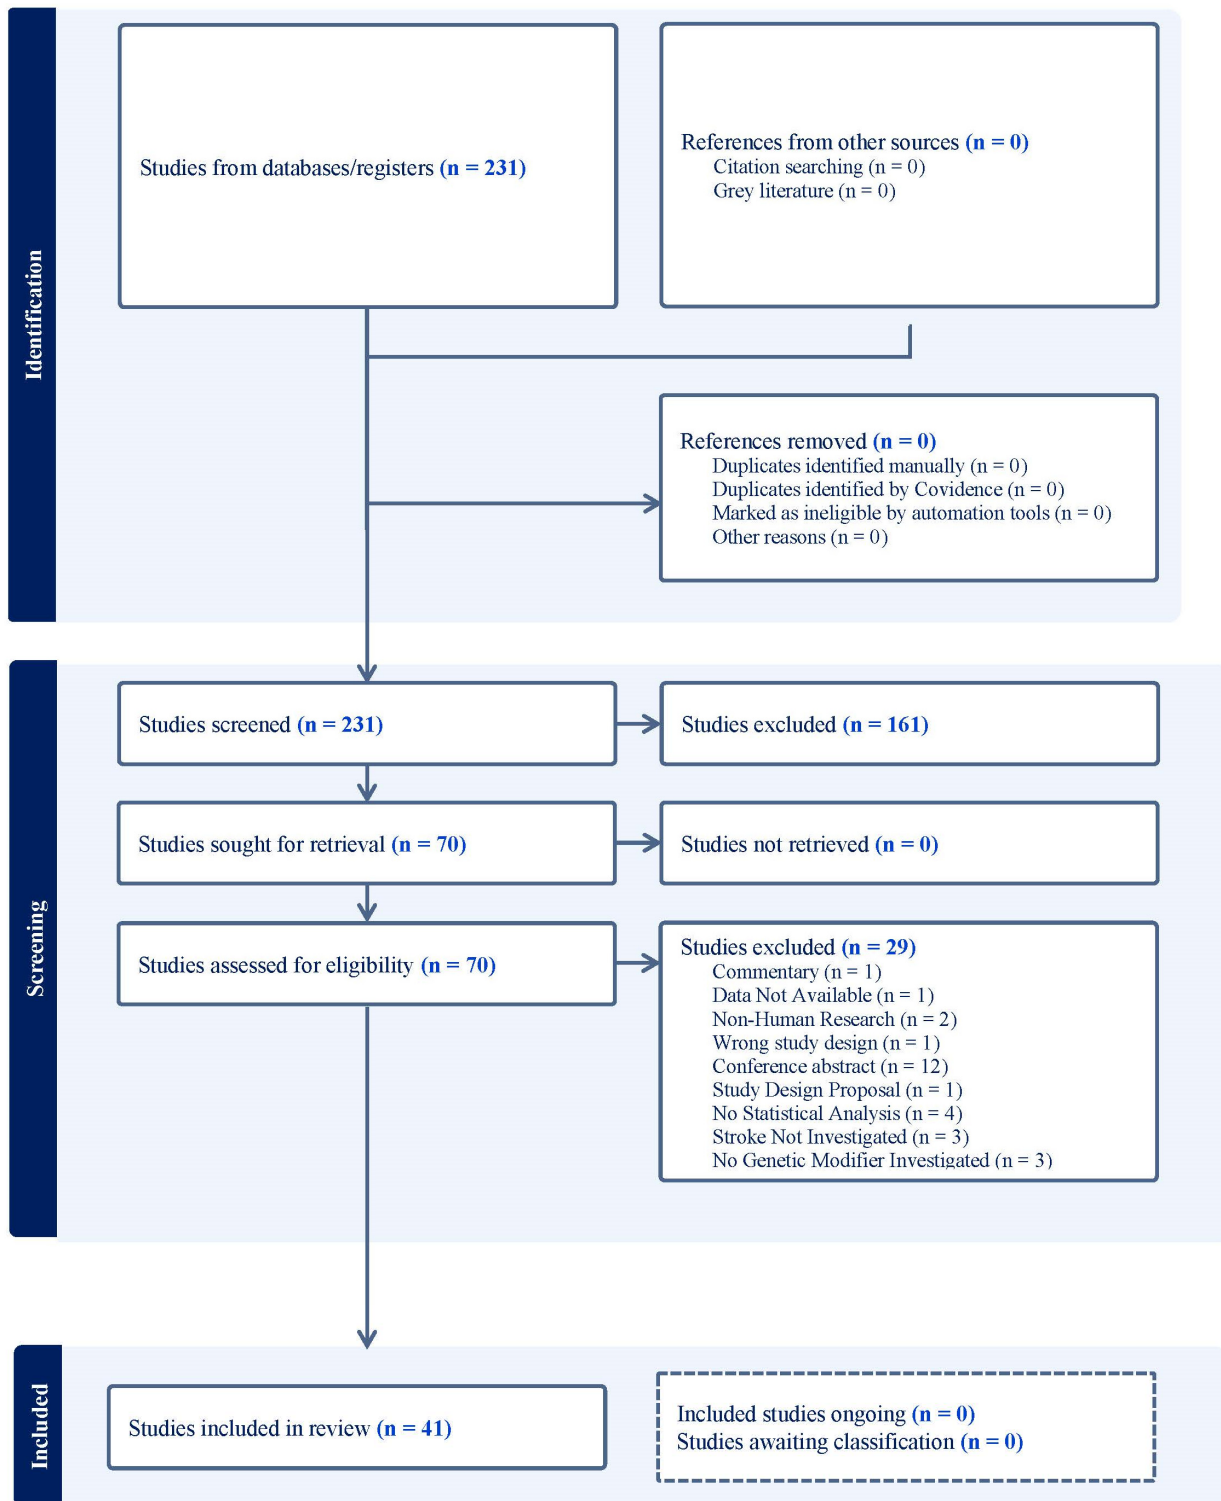 Identification
Studies from databases/registers (n = 231)
References from other sources (n = 0)
Citation searching (n = 0)
Grey literature (n = 0)
References removed (n = 0)
Duplicates identified manually (n = 0)
Duplicates identified by Covidence (n = 0)
Marked as ineligible by automation tools (n = 0)
Other reasons (n = 0)
Screening
Studies screened (n = 231)
Studies excluded (n = 161)
Studies sought for retrieval (n = 70)
Studies not retrieved (n = 0)
Studies assessed for eligibility (n = 70)
Studies excluded (n = 29)
Commentary (n = 1)
Data Not Available (n = 1)
Non-Human Research (n = 2)
Wrong study design (n = 1)
Conference abstract (n = 12)
Study Design Proposal (n = 1)
No Statistical Analysis (n = 4)
Stroke Not Investigated (n = 3)
No Genetic Modifier Investigated (n = 3)
Included
Studies included in review (n = 41)
Included studies ongoing (n = 0)
Studies awaiting classification (n = 0)